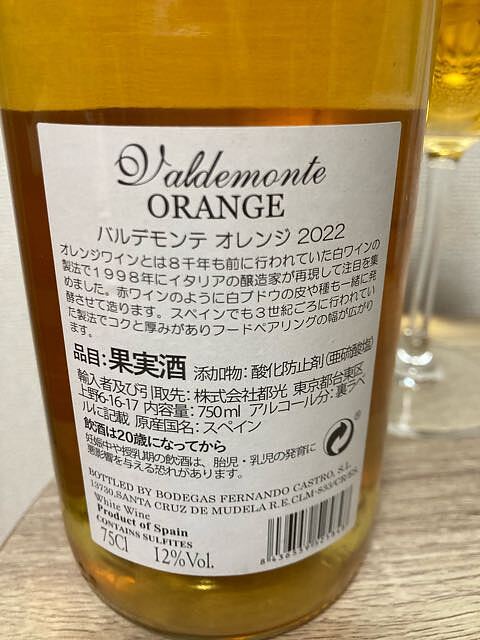 Valdemonte
ORANGE
バルデモンテ オレンジ 2022
オレンジワインとは8千年も前に行われていた白ワインの
製法で1998年にイタリアの醸造家が再現して注目を集
めました。赤ワインのように白ブドウの皮や種も一緒に発
酵させて造ります。スペインでも3世紀ごろに行われてい
た製法でコクと厚みがありフードペアリングの幅が広がり
ます。
品目:果実酒 添加物:酸化防止剤(亜硫酸塩)
輸入者及び引取先:株式会社都光 東京都台東区
上野6-16-17 内容量:750ml アルコール分:裏ラベ
ルに記載 原産国名:スペイン
飲酒は20歳になってから
妊娠中や授乳期の飲酒は、胎児・乳児の発育に
悪影響を与える恐れがあります。
BOTTLED BY BODEGAS FERNANDO CASTRO, S.L.
13730,SANTA CRUZ DE MUDELA R.E.CLM-533/CR/ES.
White Wine
Product of Spain
CONTAINS SULFITES
75Cl 12%Vol.